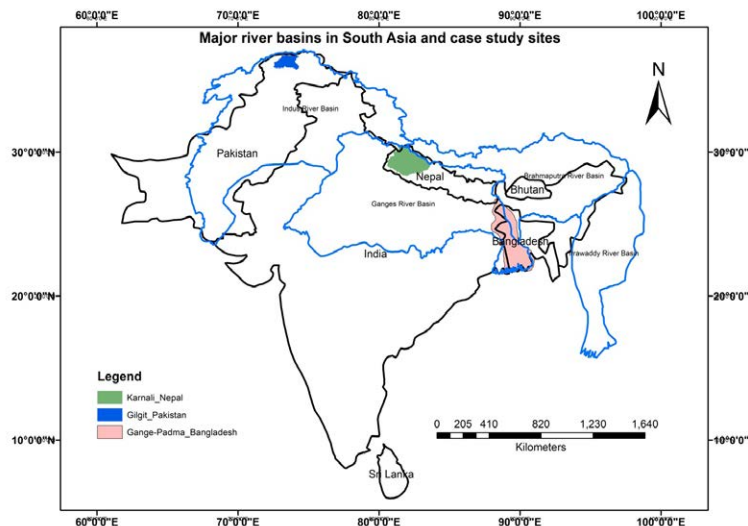 60°0'0"E 70°0'0"E 80°0'0"E 90°0'0"E 100°0'0"E
Major river basins in South Asia and case study sites
N
Indus River Basin
30°0'0"N
30°0'0"N
Pakistan
Nepal
Bhutan
Brahmaputra River Basin
Ganges River Basin
Bangladesh
India
Irrawaddy River Basin
20°0'0"N
20°0'0"N
Legend
Karnali_Nepal
Gilgit_Pakistan
Gange-Padma_Bangladesh
0 205 410 820 1,230 1,640
Kilometers
10°0'0"N
10°0'0"N
Sri Lanka
60°0'0"E 70°0'0"E 80°0'0"E 90°0'0"E 100°0'0"E